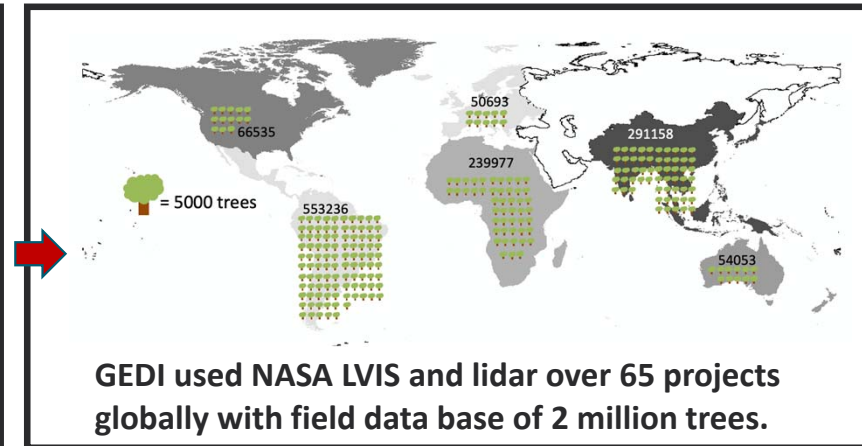 50693
66535
291158
239977
= 5000 trees
553236
54053
GEDI used NASA LVIS and lidar over 65 projects
globally with field data base of 2 million trees.